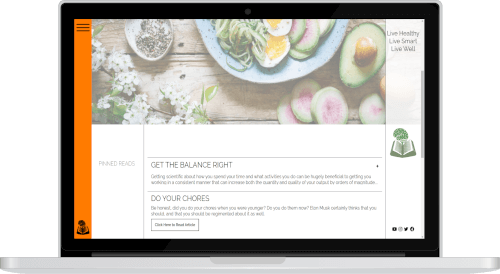 Live Healthy
Live Smart
Live Well
PINNED READS
GET THE BALANCE RIGHT
Getting scientific about how you spend your time and what activities you do can be hugely beneficial to getting you
working in a consistent manner that can increase both the quantity and quality of your output by orders of magnitude...
DO YOUR CHORES
Be honest, did you do your chores when you were younger? Do you do them now? Elon Musk certainly thinks that you
should, and that you should be regimented about it as well.
Click Here to Read Article